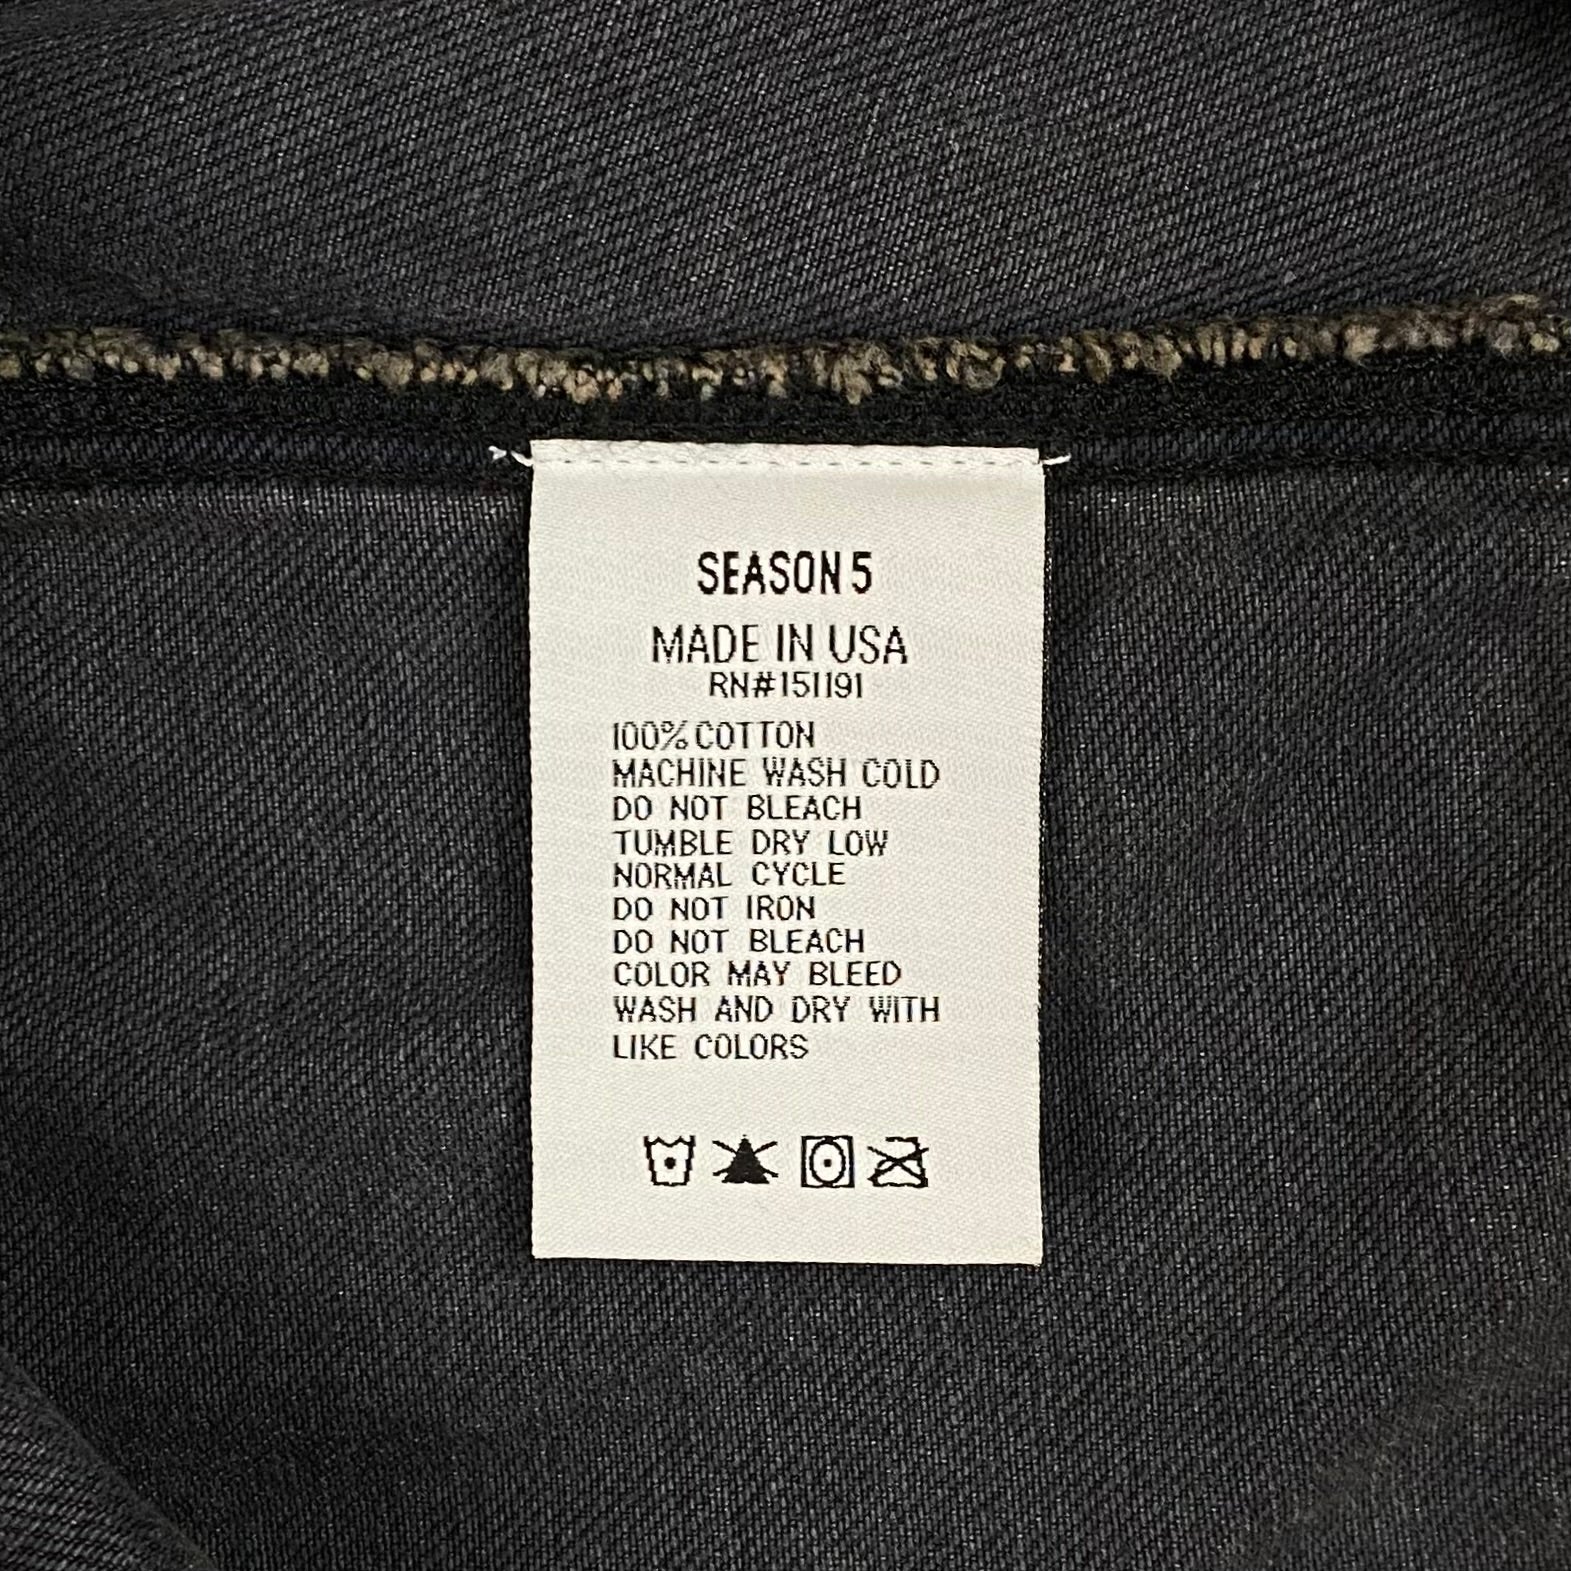 SEASON 5
MADE IN USA
RN#151191
100% COTTON
MACHINE WASH COLD
DO NOT BLEACH
TUMBLE DRY LOW
NORMAL CYCLE
DO NOT IRON
DO NOT BLEACH
COLOR MAY BLEED
WASH AND DRY WITH
LIKE COLORS